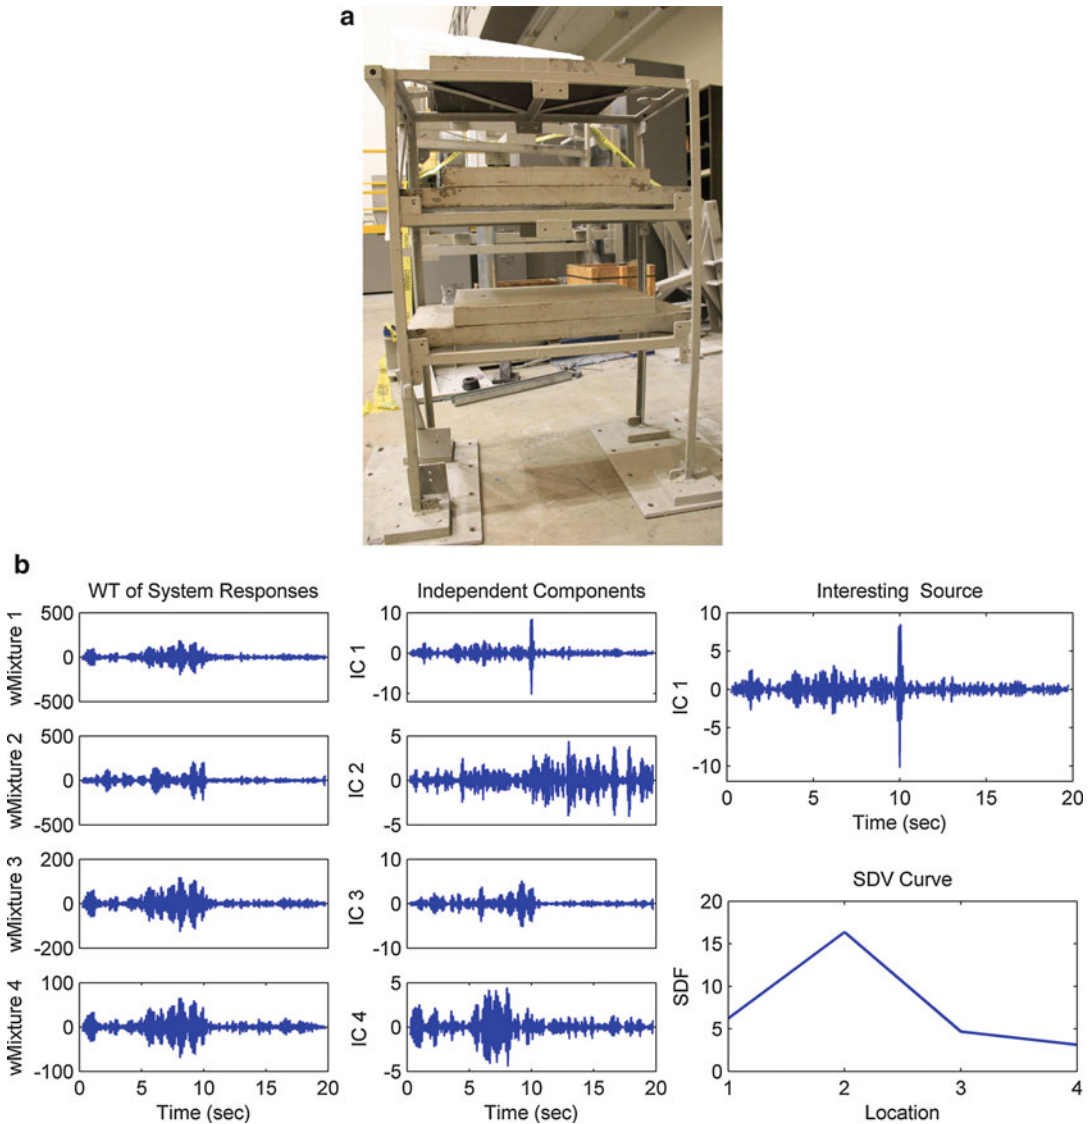 a
b
WT of System Responses
wMixture 1
500
0
-500
wMixture 2
500
0
-500
wMixture 3
200
0
-200
wMixture 4
100
0
-100
0 5 10 15 20
Time (sec)
Independent Components
IC 1
10
0
-10
IC 2
5
0
-5
IC 3
10
0
-10
IC 4
5
0
-5
0 5 10 15 20
Time (sec)
Interesting Source
IC 1
10
5
0
-5
-10
0 5 10 15 20
Time (sec)
SDV Curve
SDF
20
15
10
5
0
1 2 3 4
Location